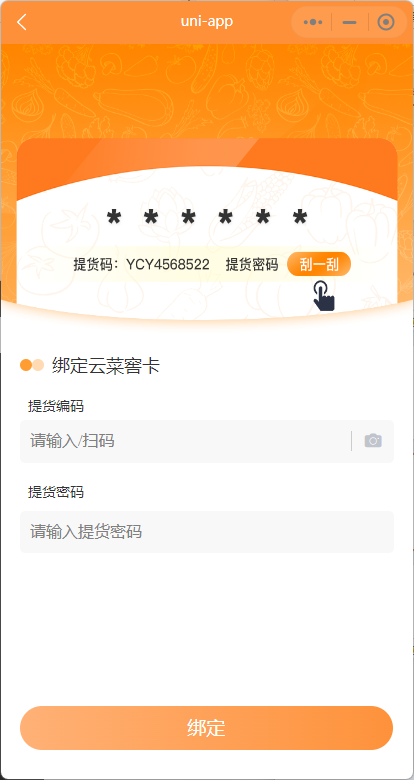 uni-app
* * * * * *
提货码：YCY4568522 提货密码 刮一刮
绑定云菜窖卡
提货编码
请输入/扫码
提货密码
请输入提货密码
绑定